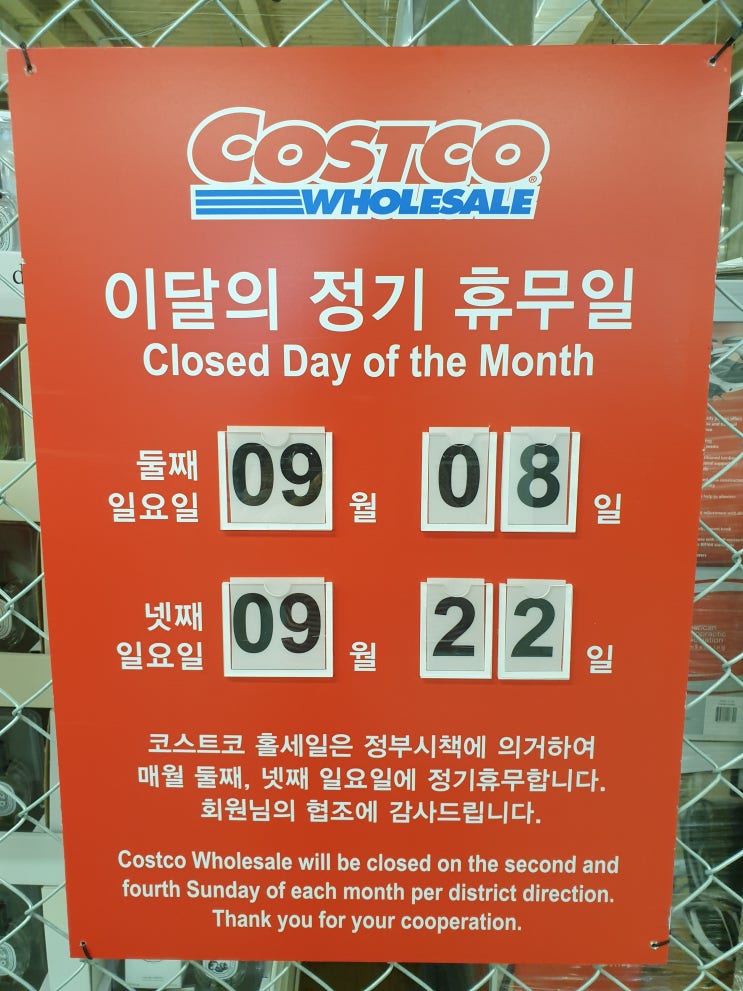 COSTCO
WHOLESALE
이달의 정기 휴무일
Closed Day of the Month
둘째
일요일 09 월 08 일
넷째
일요일 09 월 22 일
코스트코 홀세일은 정부시책에 의거하여
매월 둘째, 넷째 일요일에 정기휴무합니다.
회원님의 협조에 감사드립니다.
Costco Wholesale will be closed on the second and
fourth Sunday of each month per district direction.
Thank you for your cooperation.